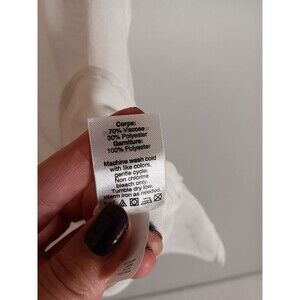 Corps:
70% Viscose
30% Polyester
Garniture:
100% Polyester
Machine wash cold
with like colors,
gentle cycle.
Non chlorine
bleach only.
Tumble dry low.
Warm iron as needed.